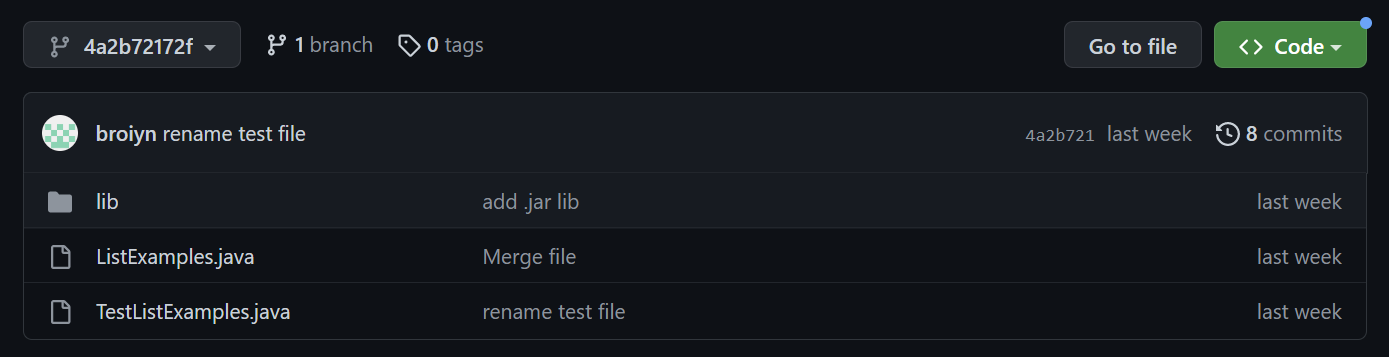 4a2b72172f 1 branch 0 tags Go to file Code
broiyn rename test file 4a2b721 last week 8 commits
lib add .jar lib last week
ListExamples.java Merge file last week
TestListExamples.java rename test file last week